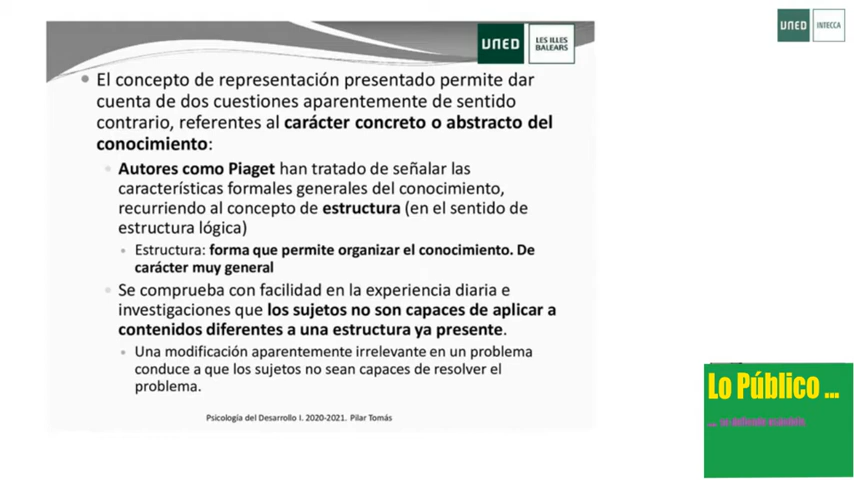 UNED
LES ILLES
BALEARS
UNED
INTECCA
El concepto de representación presentado permite dar
cuenta de dos cuestiones aparentemente de sentido
contrario, referentes al carácter concreto o abstracto del
conocimiento:
Autores como Piaget han tratado de señalar las
características formales generales del conocimiento,
recurriendo al concepto de estructura (en el sentido de
estructura lógica)
Estructura: forma que permite organizar el conocimiento. De
carácter muy general
Se comprueba con facilidad en la experiencia diaria e
investigaciones que los sujetos no son capaces de aplicar a
contenidos diferentes a una estructura ya presente.
Una modificación aparentemente irrelevante en un problema
conduce a que los sujetos no sean capaces de resolver el
problema.
Psicología del Desarrollo I. 2020-2021. Pilar Tomás
Lo Público ...